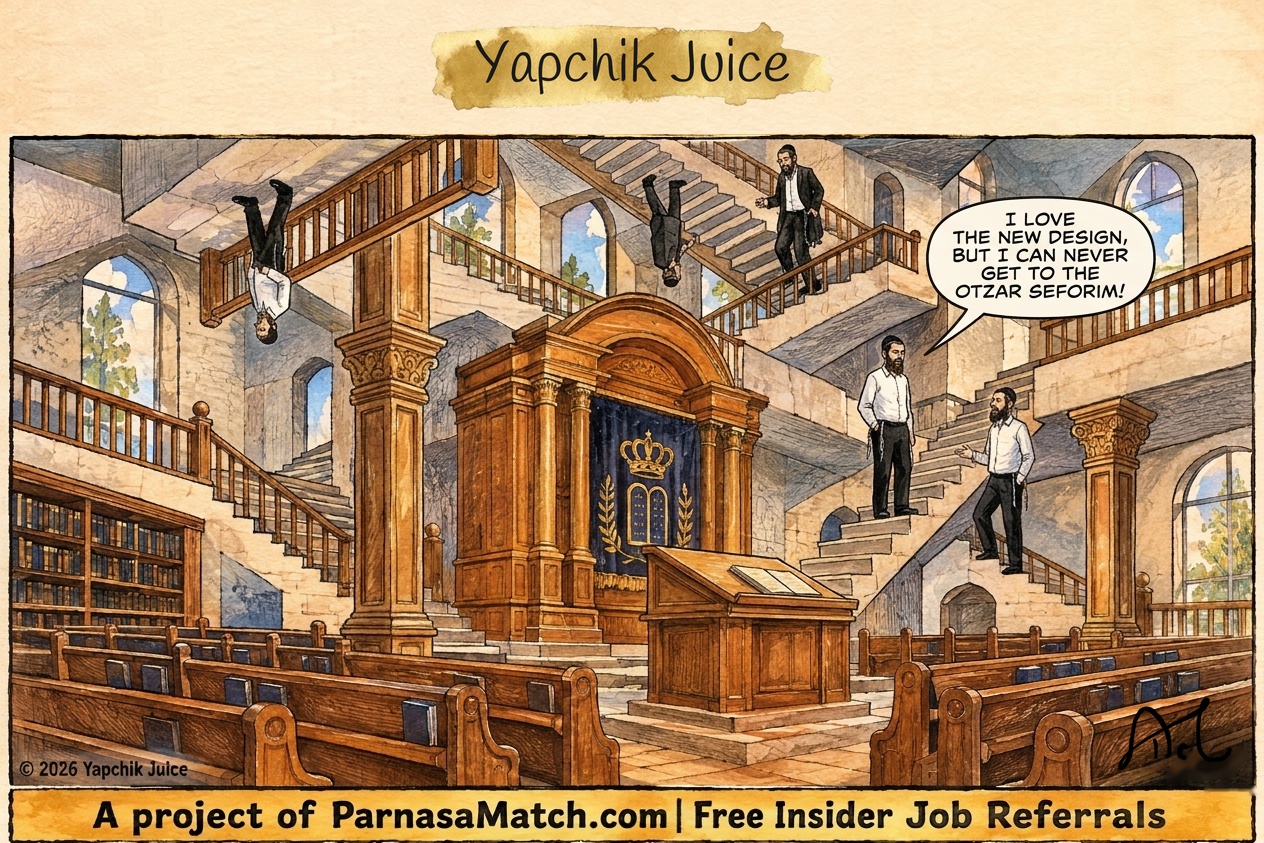 Yapchik Juice
I LOVE
THE NEW DESIGN,
BUT I CAN NEVER
GET TO THE
OTZAR SEFORIM!
© 2026 Yapchik Juice
A project of ParnasaMatch.com | Free Insider Job Referrals